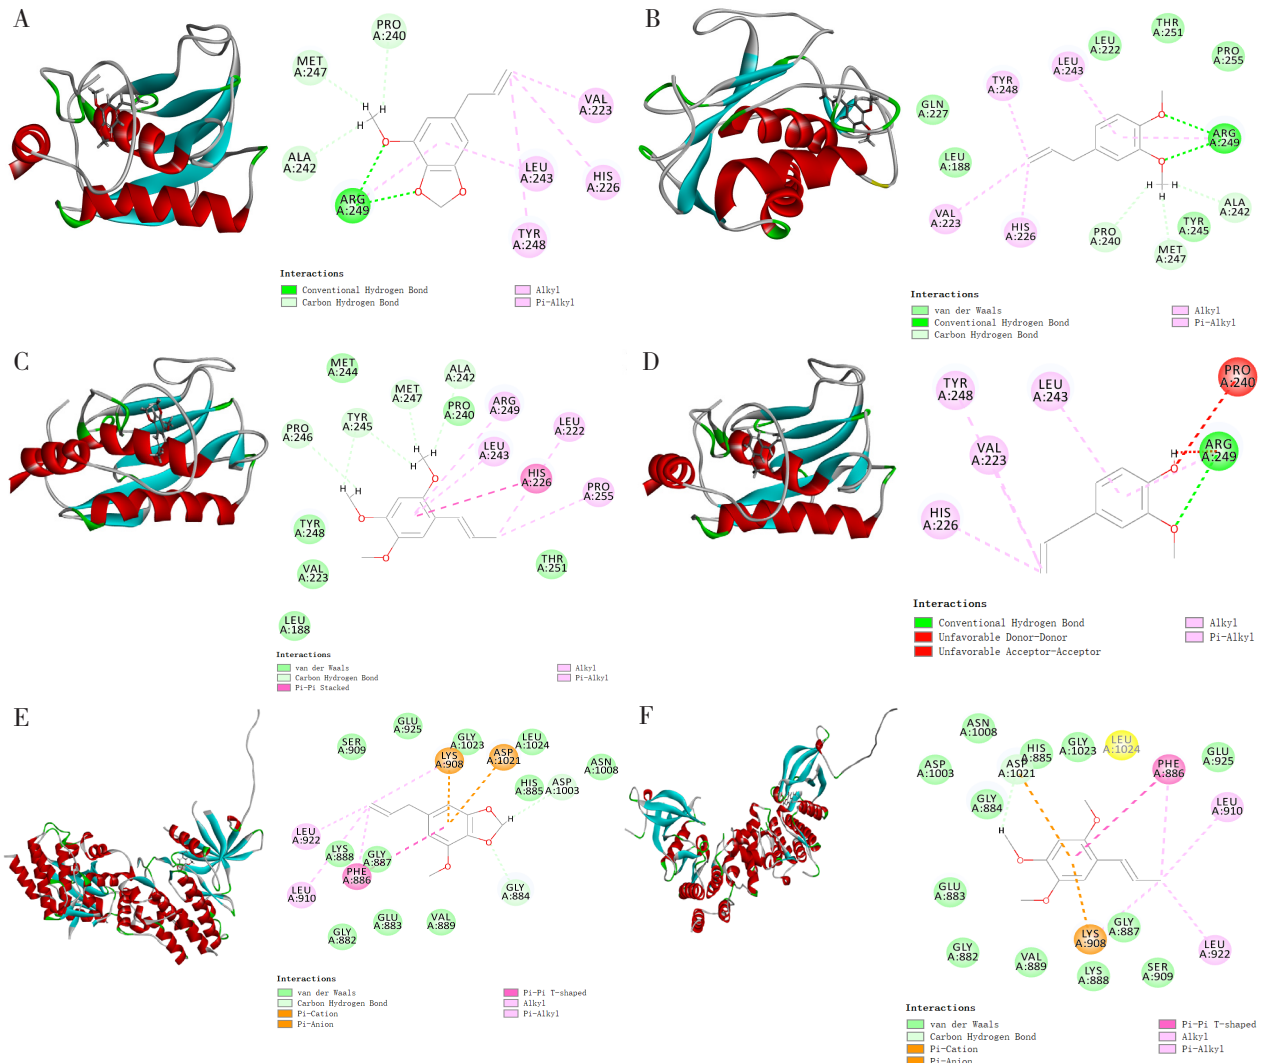 A
PRO
A:240
MET
A:247
H
H
ALA
A:242
O
ARG
A:249
O
O
VAL
A:223
LEU
A:243
HIS
A:226
TYR
A:248
Interactions
Conventional Hydrogen Bond
Carbon Hydrogen Bond
Alkyl
Pi-Alkyl
B
THR
A:251
LEU
A:222
PRO
A:255
LEU
A:243
TYR
A:248
GLN
A:227
O
ARG
A:249
LEU
A:188
O
H
H
H
VAL
A:223
HIS
A:226
PRO
A:240
TYR
A:245
ALA
A:242
MET
A:247
Interactions
van der Waals
Conventional Hydrogen Bond
Carbon Hydrogen Bond
Alkyl
Pi-Alkyl
C
MET
A:244
ALA
A:242
MET
A:247
PRO
A:240
ARG
A:249
TYR
A:245
PRO
A:246
LEU
A:222
LEU
A:243
H
H
HIS
A:226
PRO
A:255
O
H
H
O
O
TYR
A:248
VAL
A:223
THR
A:251
LEU
A:188
Interactions
van der Waals
Carbon Hydrogen Bond
Pi-Pi Stacked
Alkyl
Pi-Alkyl
D
PRO
A:240
TYR
A:248
LEU
A:243
VAL
A:223
ARG
A:249
H
O
HIS
A:226
O
Interactions
Conventional Hydrogen Bond
Unfavorable Donor-Donor
Unfavorable Acceptor-Acceptor
Alkyl
Pi-Alkyl
E
GLU
A:925
SER
A:909
GLY
A:1023
LEU
A:1024
LYS
A:908
ASP
A:1021
ASN
A:1008
HIS
A:885
ASP
A:1003
O
H
O
O
LEU
A:922
LYS
A:888
GLY
A:887
PHE
A:886
LEU
A:910
GLY
A:884
GLU
A:883
VAL
A:889
GLY
A:882
Interactions
van der Waals
Carbon Hydrogen Bond
Pi-Cation
Pi-Anion
Pi-Pi T-shaped
Alkyl
Pi-Alkyl
F
ASN
A:1008
HIS
A:885
GLY
A:1023
LEU
A:1024
ASP
A:1003
ASP
A:1021
PHE
A:886
GLU
A:925
GLY
A:884
LEU
A:910
H
O
O
O
GLU
A:883
GLY
A:887
LYS
A:908
GLY
A:882
VAL
A:889
LYS
A:888
SER
A:909
LEU
A:922
Interactions
van der Waals
Carbon Hydrogen Bond
Pi-Cation
Pi-Anion
Pi-Pi T-shaped
Alkyl
Pi-Alkyl